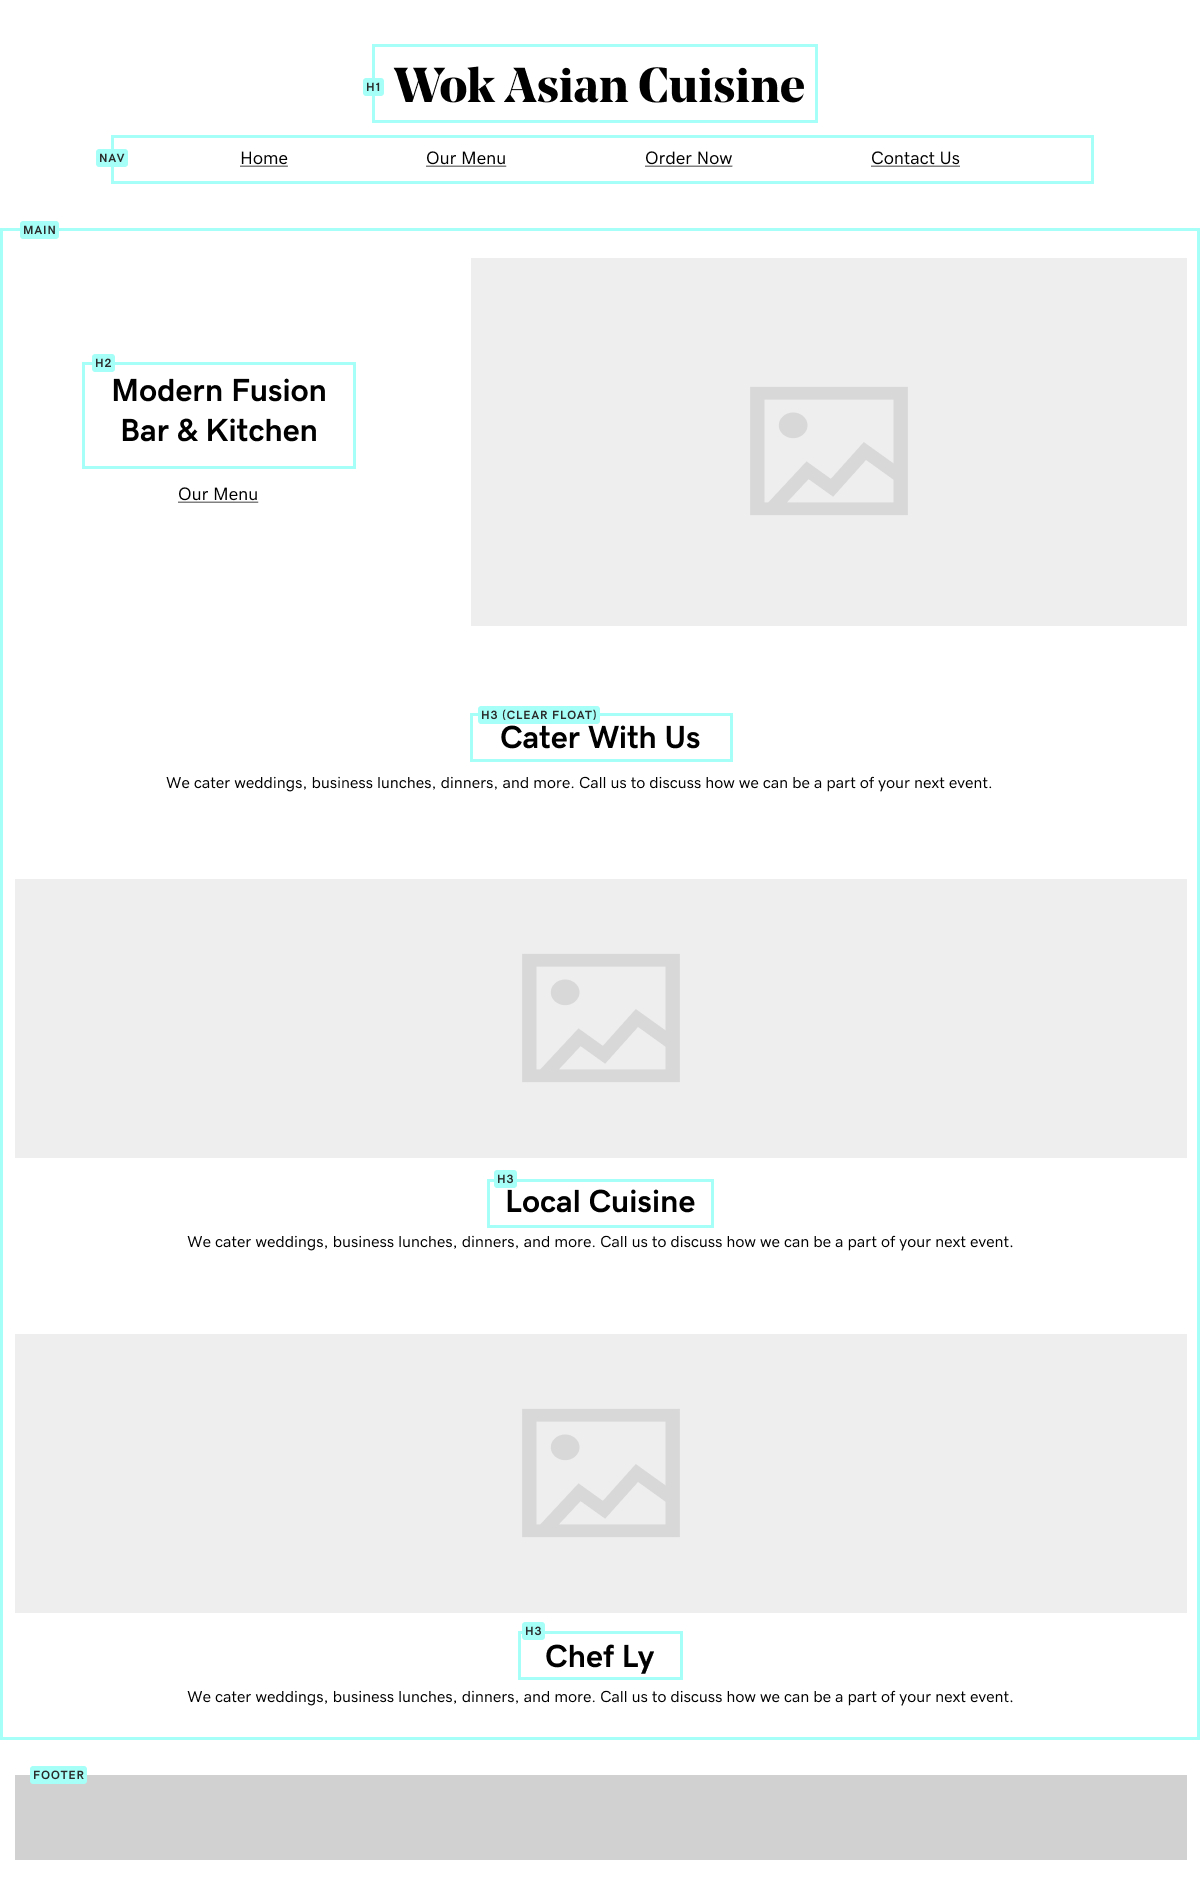 H1
Wok Asian Cuisine
NAV
Home Our Menu Order Now Contact Us
MAIN
H2
Modern Fusion
Bar & Kitchen
Our Menu
H3 (CLEAR FLOAT)
Cater With Us
We cater weddings, business lunches, dinners, and more. Call us to discuss how we can be a part of your next event.
H3
Local Cuisine
We cater weddings, business lunches, dinners, and more. Call us to discuss how we can be a part of your next event.
H3
Chef Ly
We cater weddings, business lunches, dinners, and more. Call us to discuss how we can be a part of your next event.
FOOTER